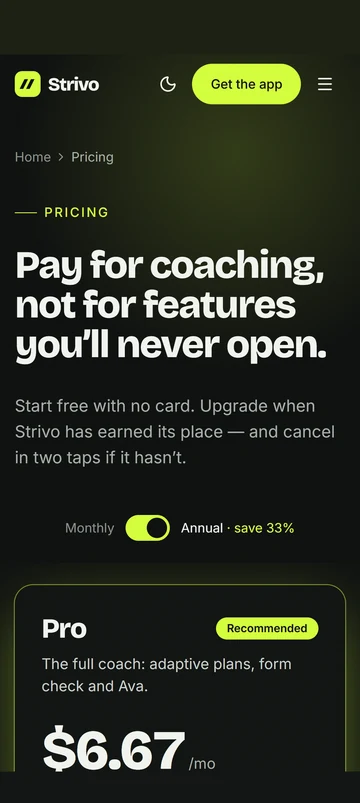 Strivo
Get the app
Home > Pricing
PRICING
Pay for coaching,
not for features
you’ll never open.
Start free with no card. Upgrade when
Strivo has earned its place — and cancel
in two taps if it hasn’t.
Monthly
Annual · save 33%
Pro
Recommended
The full coach: adaptive plans, form
check and Ava.
$6.67 /mo